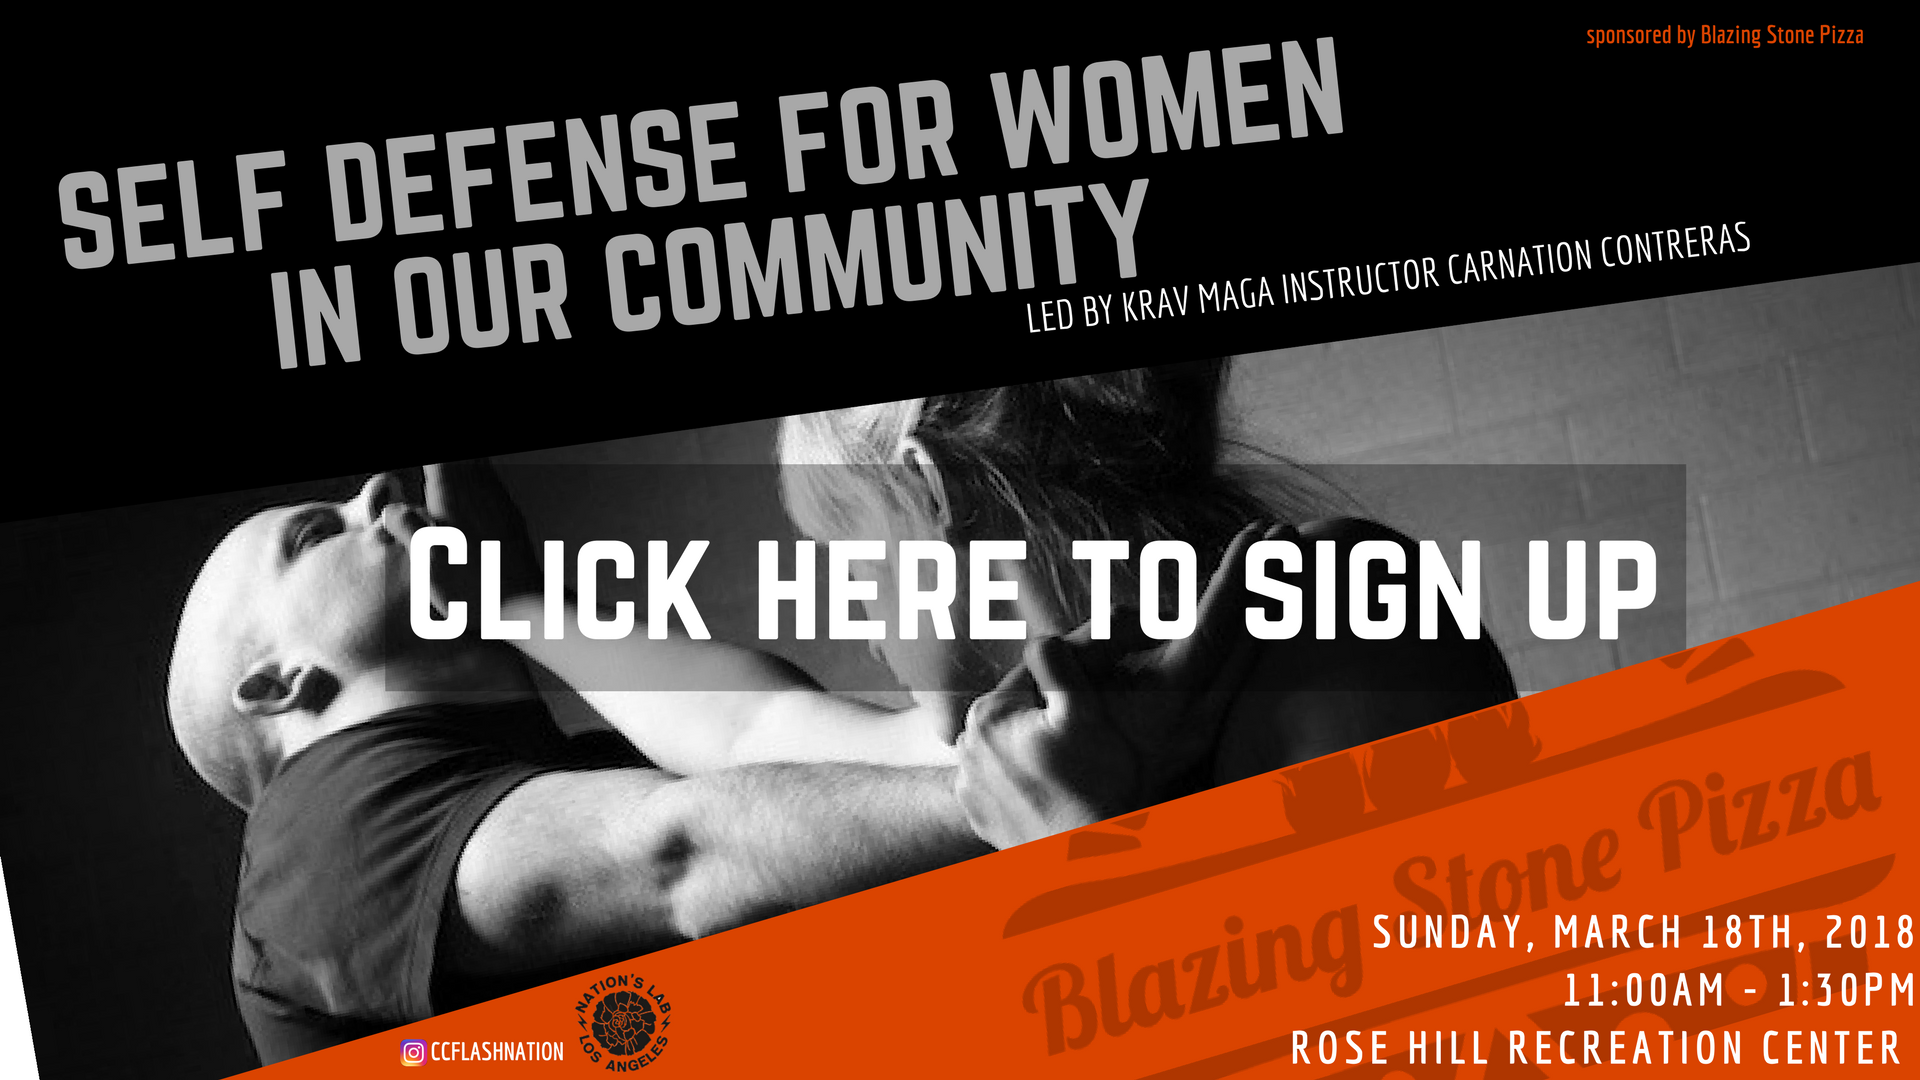 sponsored by Blazing Stone Pizza
SELF DEFENSE FOR WOMEN
IN OUR COMMUNITY
LED BY KRAV MAGA INSTRUCTOR CARNATION CONTRERAS
CLICK HERE TO SIGN UP
Blazing Stone Pizza
SUNDAY, MARCH 18TH, 2018
11:00AM - 1:30PM
ROSE HILL RECREATION CENTER
CCFLASHNATION
NATION'S LAB
LOS ANGELES